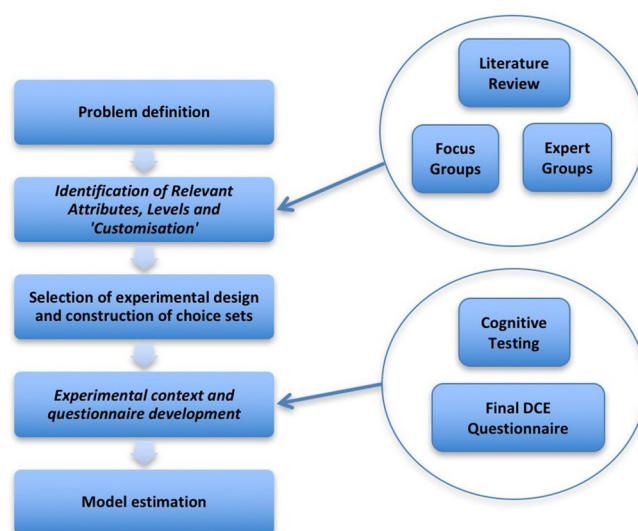 Problem definition
Identification of Relevant
Attributes, Levels and
'Customisation'
Selection of experimental design
and construction of choice sets
Experimental context and
questionnaire development
Model estimation
Literature
Review
Focus
Groups
Expert
Groups
Cognitive
Testing
Final DCE
Questionnaire